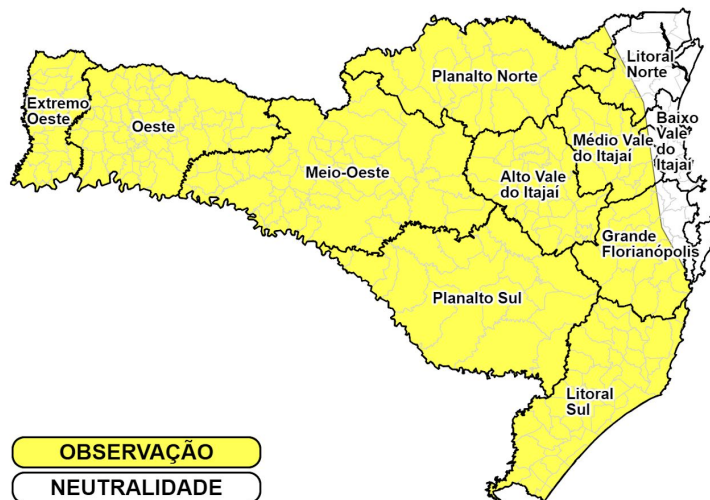 Litoral
Norte
Planalto Norte
Extremo
Oeste
Oeste
Baixo
Vale
do
Itajaí
Médio Vale
do Itajaí
Meio-Oeste
Alto Vale
do Itajaí
Grande
Florianópolis
Planalto Sul
Litoral
Sul
OBSERVAÇÃO
NEUTRALIDADE